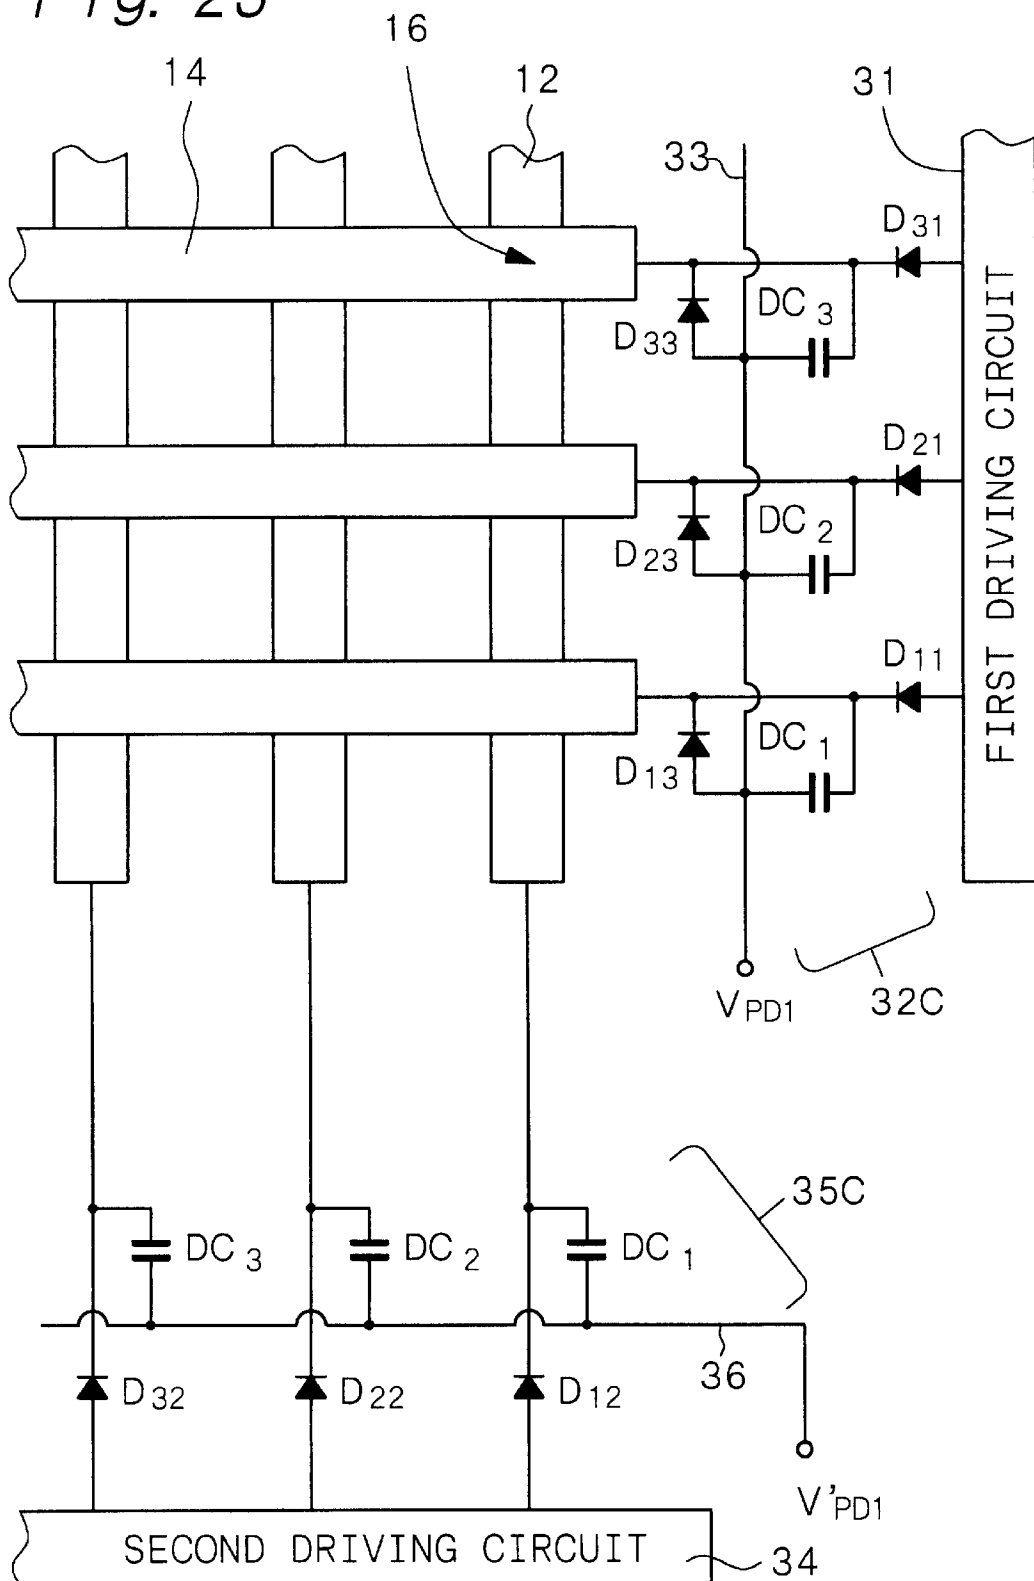 Fig. 25
16
14
12
31
33
D31
DC3
D33
D21
DC2
D23
D11
DC1
D13
FIRST DRIVING CIRCUIT
VPD1
32C
35C
DC3
DC2
DC1
36
D32
D22
D12
V'PD1
SECOND DRIVING CIRCUIT
34